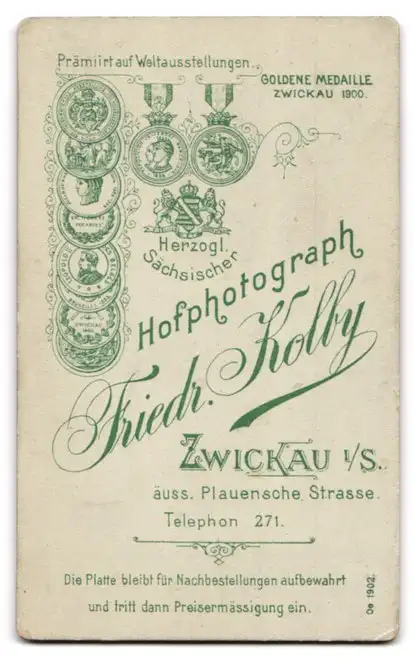 Prämiirt auf Weltausstellungen.
GOLDENE MEDAILLE
ZWICKAU 1900.
Herzogl.
Sächsischer
Hofphotograph
Friedr. Kolby
ZWICKAU i/S.
äuss. Plauensche Strasse.
Telephon 271.
Die Platte bleibt für Nachbestellungen aufbewahrt
und tritt dann Preisermässigung ein.
Oe 1902.